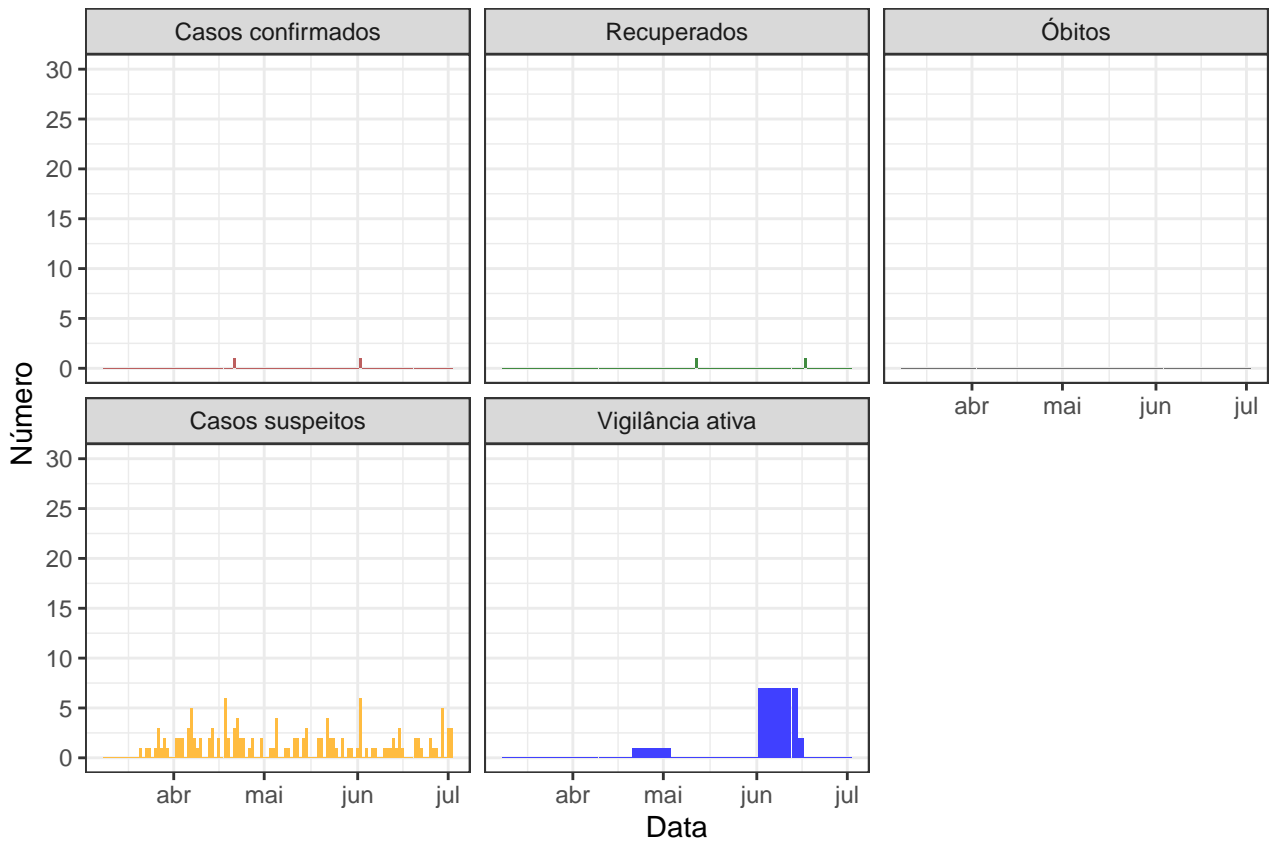 Casos confirmados
Recuperados
Óbitos
30
25
20
15
10
5
0
abr mai jun jul
Casos suspeitos
Vigilância ativa
30
25
20
15
10
5
0
abr mai jun jul
abr mai jun jul
Número
Data